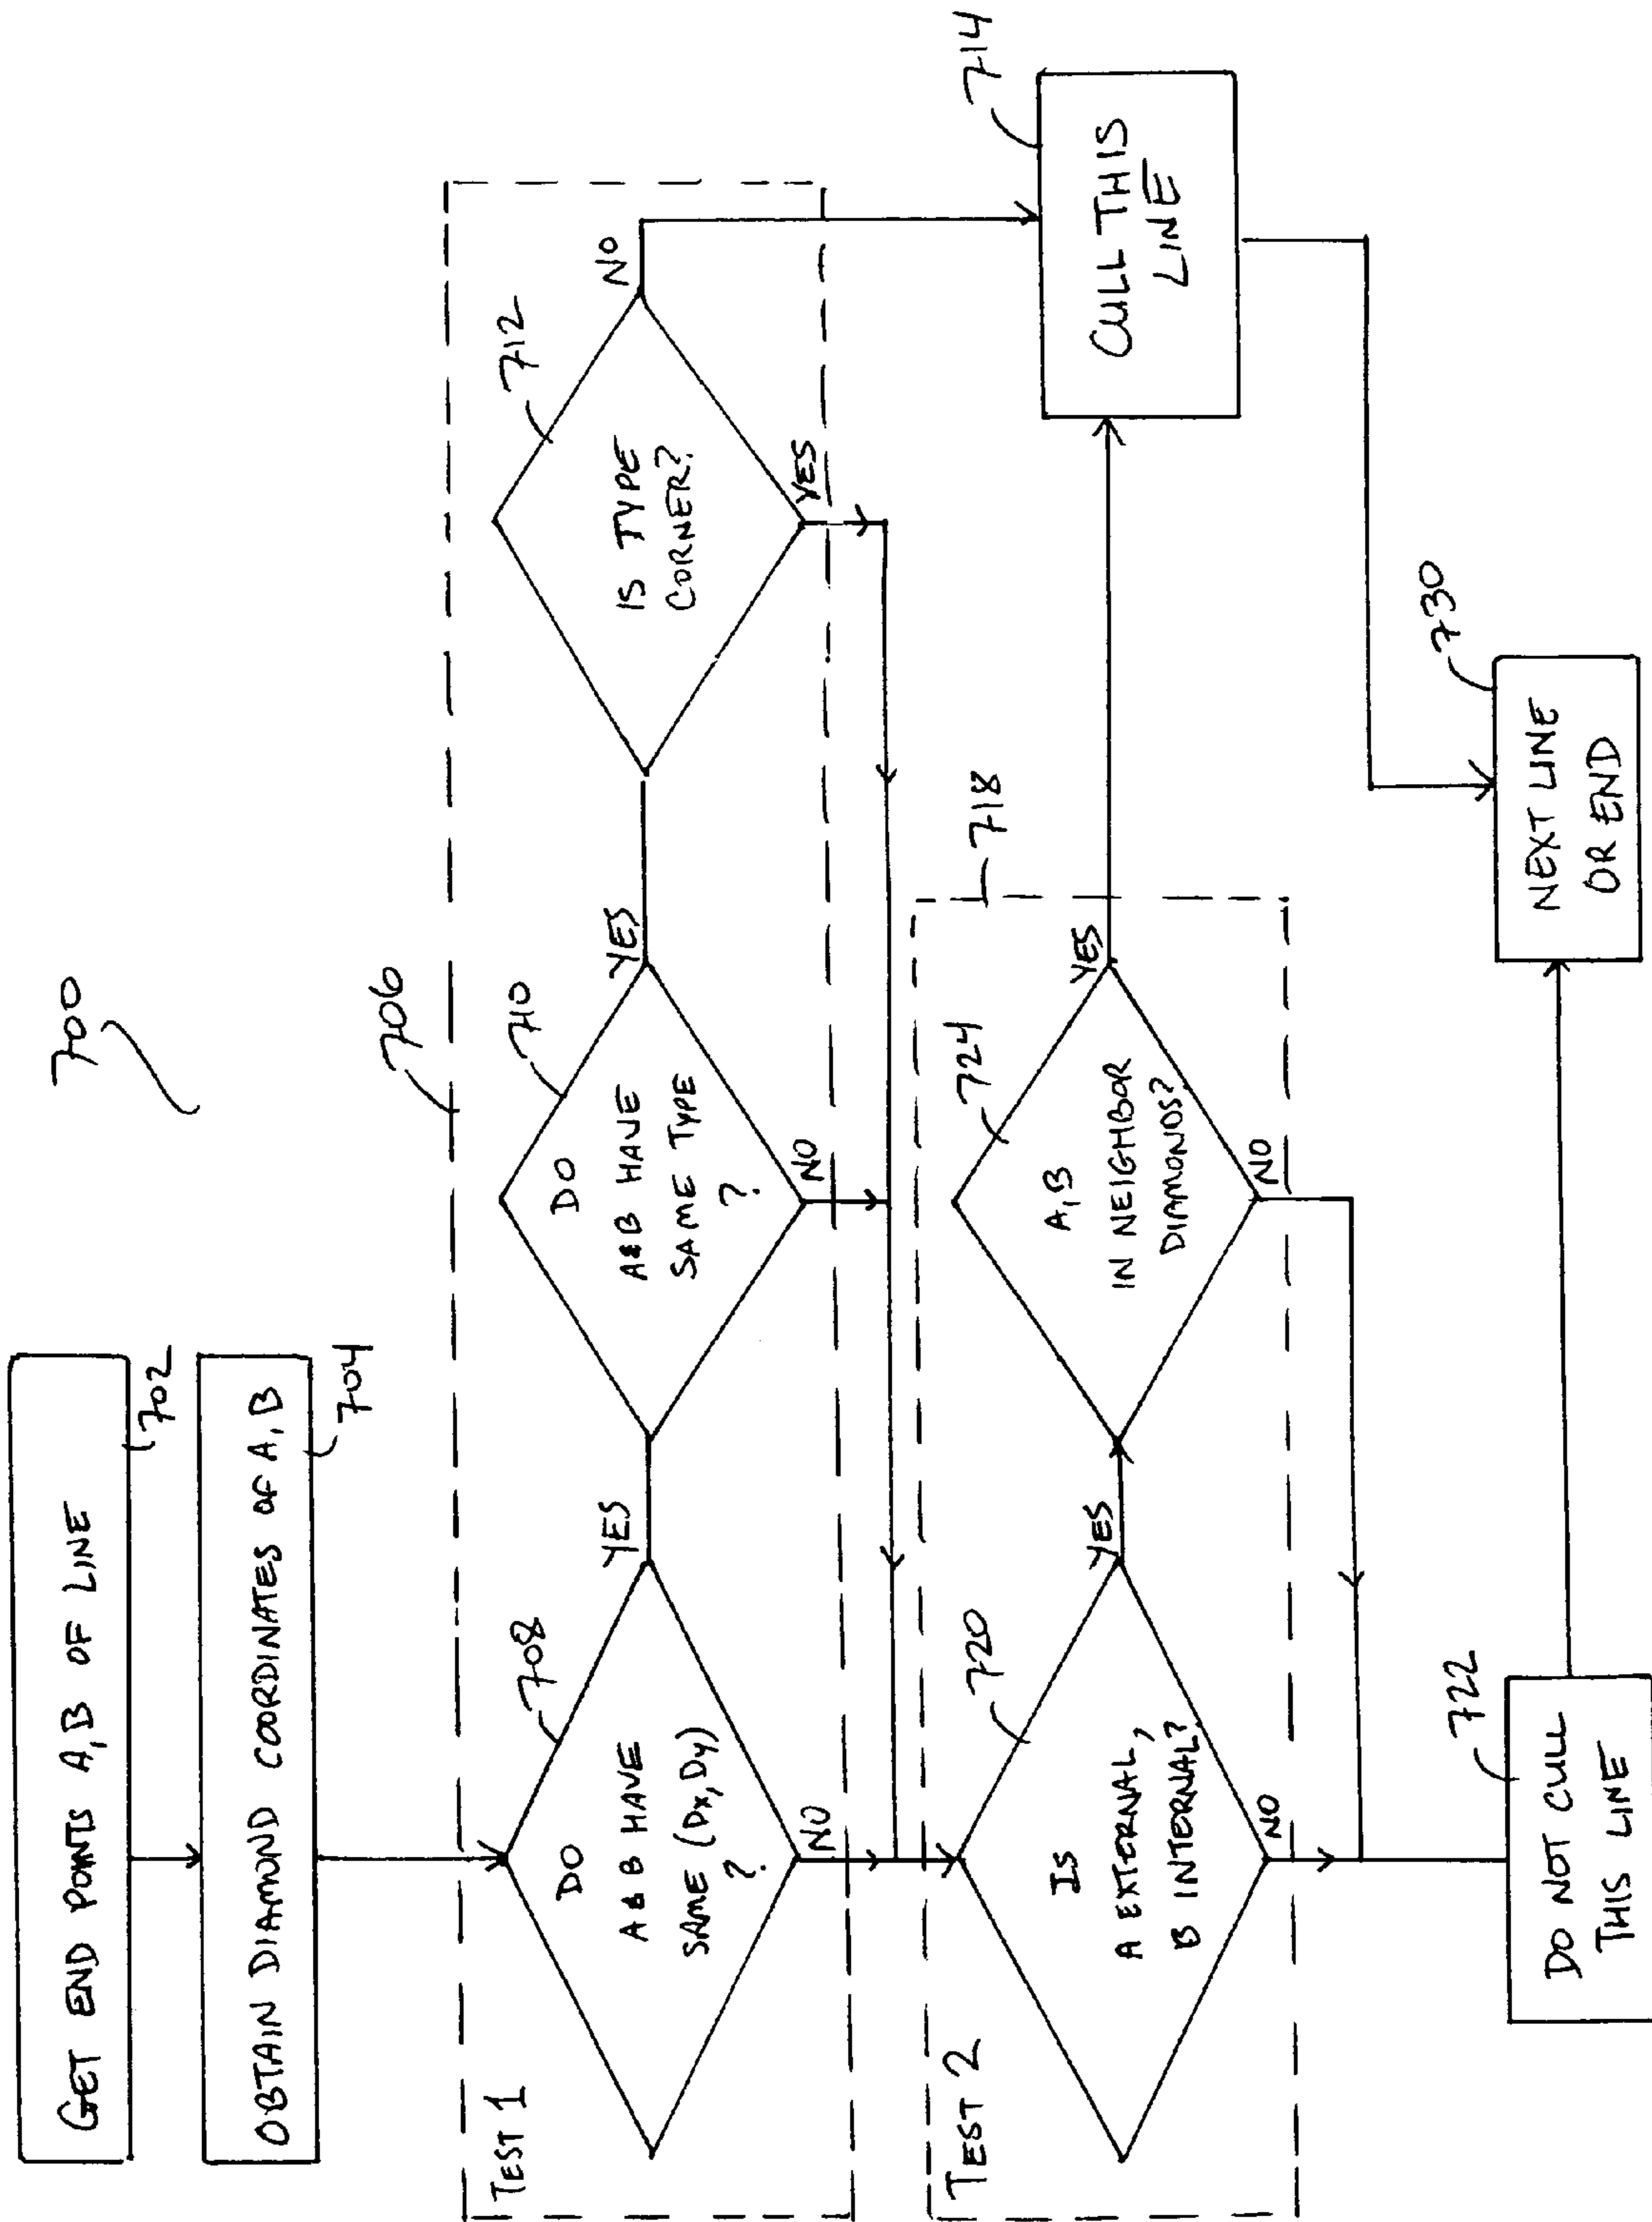 700
GET END POINTS A,B OF LINE
702
OBTAIN DIAMOND COORDINATES OF A,B
704
706
TEST 1
708
DO
A&B HAVE
SAME (Dx,Dy)
?
YES
NO
710
DO
A&B HAVE
SAME TYPE
?
YES
NO
712
IS TYPE
CORNER?
NO
YES
714
CULL THIS
LINE
718
TEST 2
720
IS
A EXTERNAL,
B INTERNAL?
YES
NO
724
A,B
IN NEIGHBOR
DIAMONDS?
YES
NO
722
DO NOT CULL
THIS LINE
730
NEXT LINE
OR END